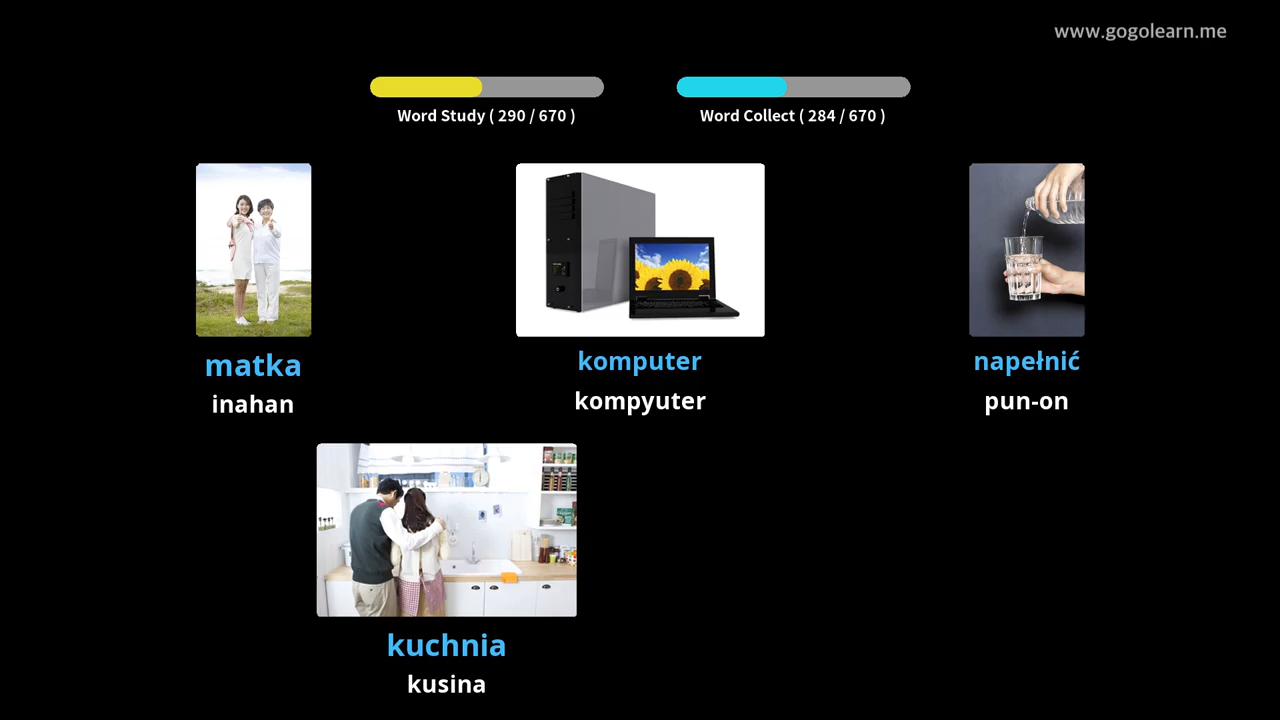 www.gogolearn.me
Word Study ( 290 / 670 )
Word Collect ( 284 / 670 )
matka
inahan
komputer
kompyuter
napełnić
pun-on
kuchnia
kusina